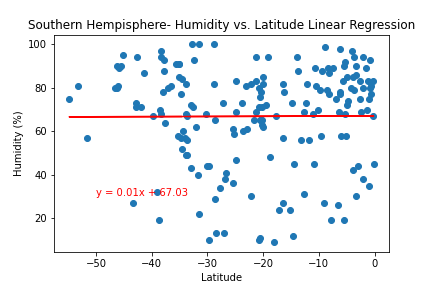 Southern Hempisphere- Humidity vs. Latitude Linear Regression
100
80
60
40
20
Humidity (%)
y = 0.01x + 67.03
−50
−40
−30
−20
−10
0
Latitude